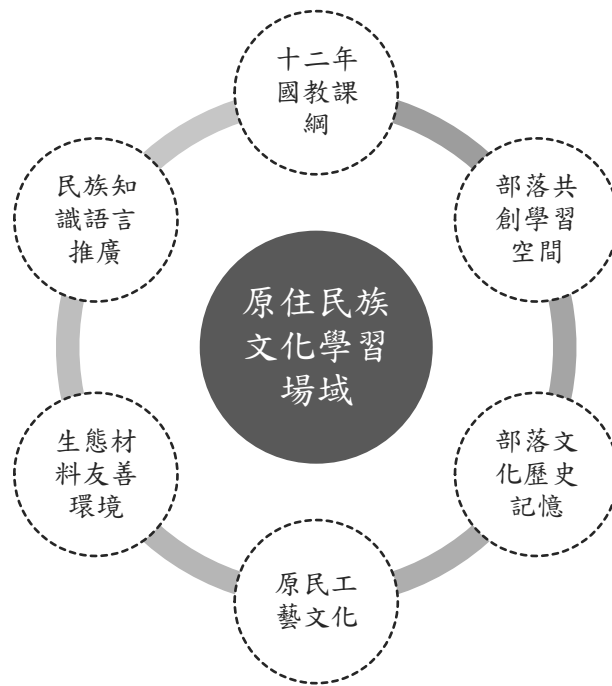 十二年
國教課
綱
部落共
創學習
空間
部落文
化歷史
記憶
原民工
藝文化
生態材
料友善
環境
民族知
識語言
推廣
原住民族
文化學習
場域